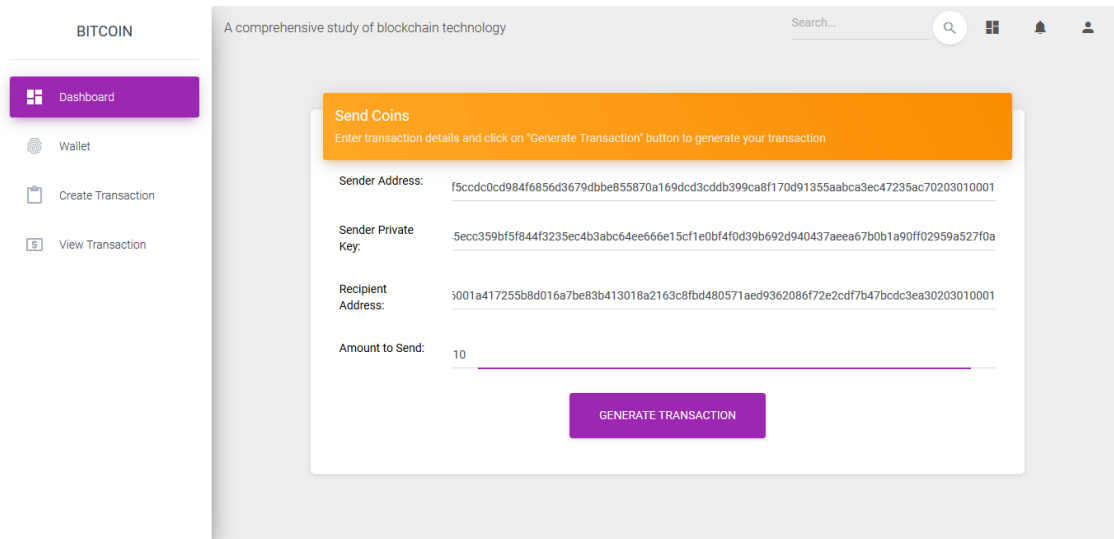 BITCOIN
A comprehensive study of blockchain technology
Search...
Dashboard
Wallet
Create Transaction
View Transaction
Send Coins
Enter transaction details and click on "Generate Transaction" button to generate your transaction
Sender Address:
f5ccdc0cd984f6856d3679dbbe855870a169dcd3cddb399ca8f170d91355aabca3ec47235ac70203010001
Sender Private
Key:
5ecc359bf5f844f3235ec4b3abc64ee666e15cf1e0bf4f0d39b692d940437aeea67b0b1a90ff02959a527f0a
Recipient
Address:
6001a417255b8d016a7be83b413018a2163c8fbd480571aed9362086f72e2cdf7b47bcdc3ea30203010001
Amount to Send:
10
GENERATE TRANSACTION